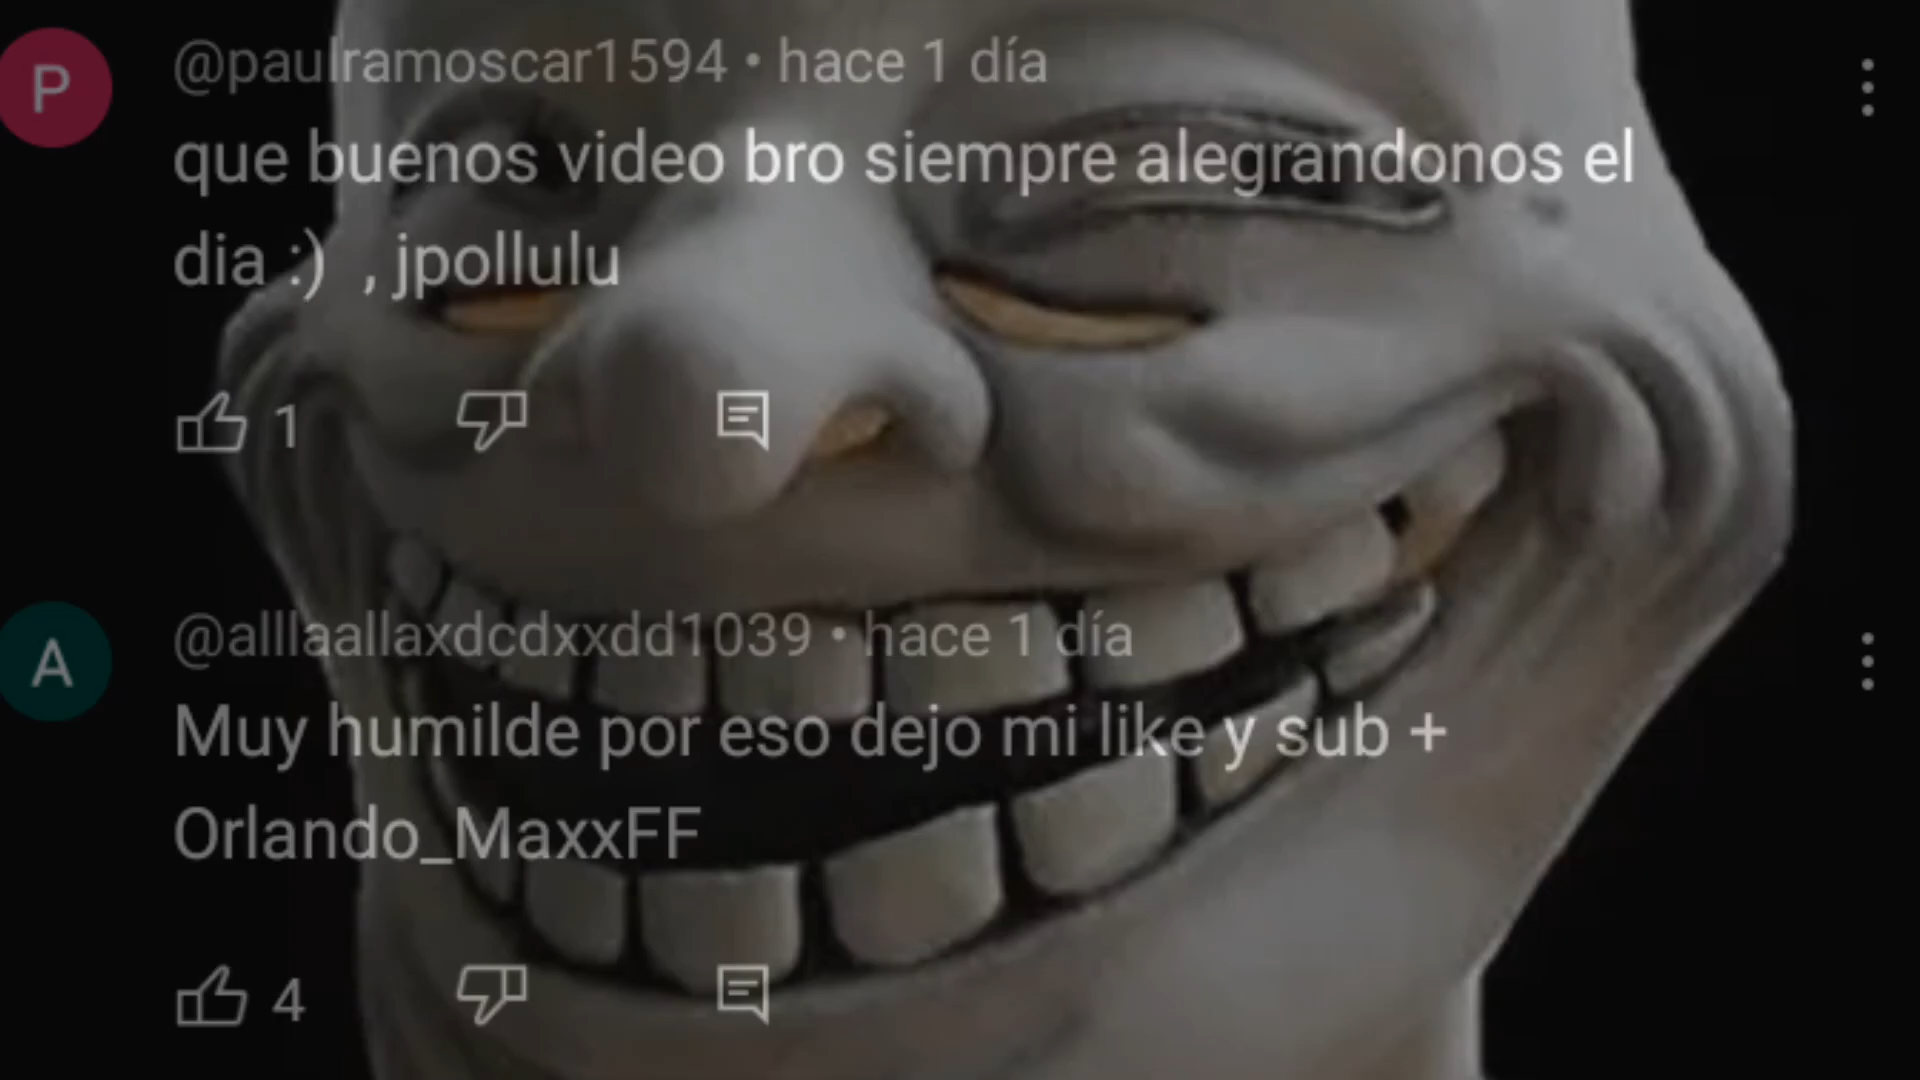 P
@paulramoscar1594 • hace 1 día
que buenos video bro siempre alegrandonos el
dia :) , jpollulu
1
A
@alllaallaxdcdxxdd1039 • hace 1 día
Muy humilde por eso dejo mi like y sub +
Orlando_MaxxFF
4